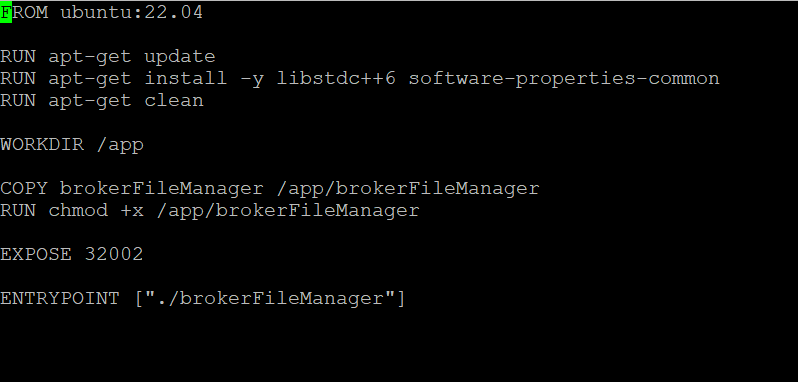 FROM ubuntu:22.04
RUN apt-get update
RUN apt-get install -y libstdc++6 software-properties-common
RUN apt-get clean
WORKDIR /app
COPY brokerFileManager /app/brokerFileManager
RUN chmod +x /app/brokerFileManager
EXPOSE 32002
ENTRYPOINT ["./brokerFileManager"]